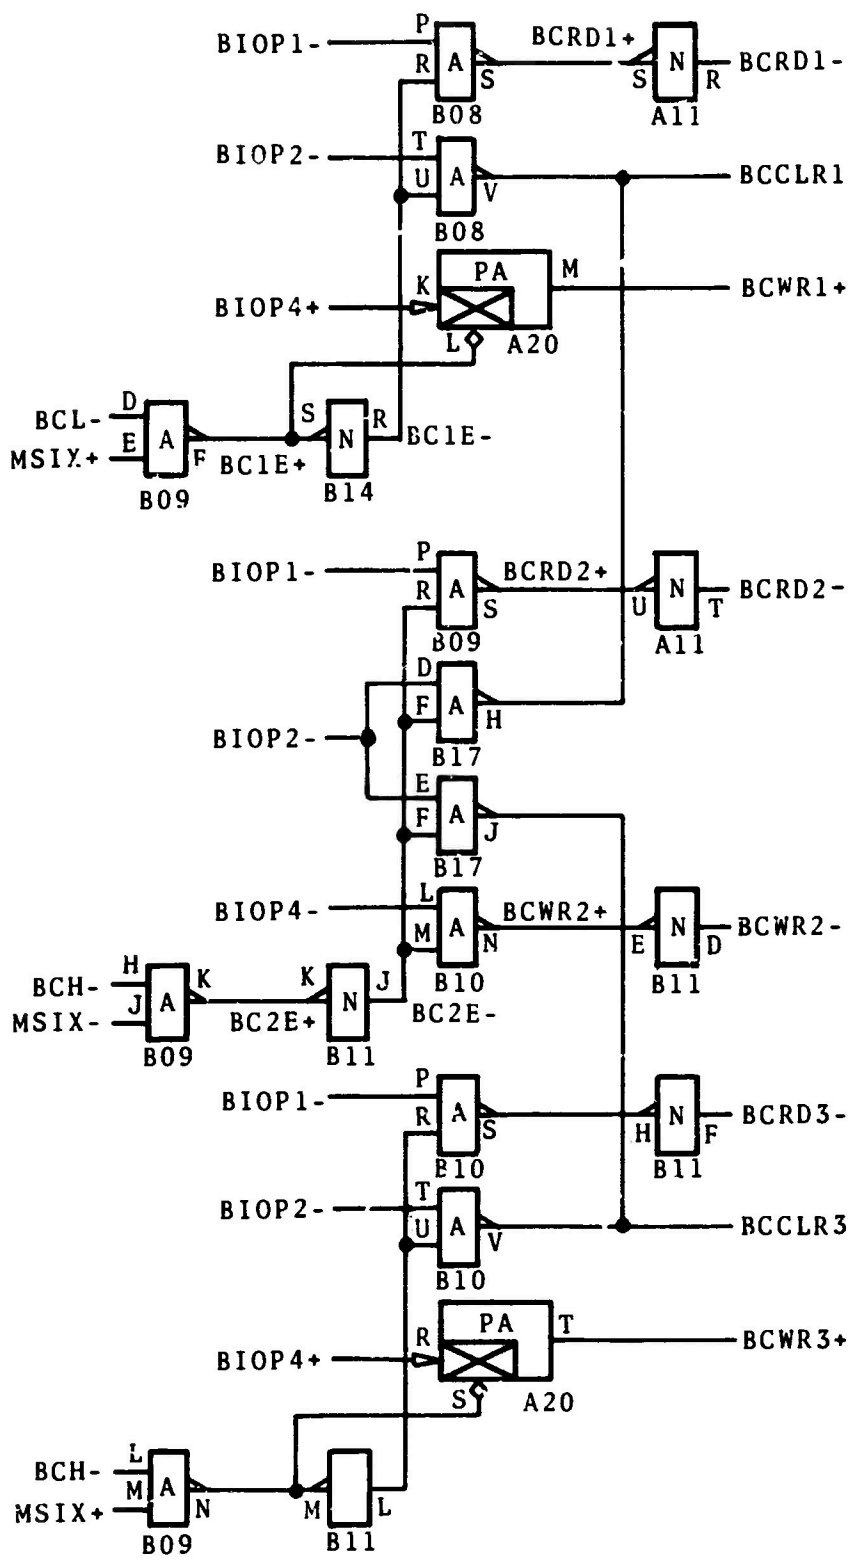 P
BIOP1-
R
A
S
B08
BCRD1+
S
N
R
A11
BCRD1-
BIOP2-
T
U
A
V
B08
BCCLR1
BIOP4+
K
PA
M
L
A20
BCWR1+
BCL-
D
MSIX+
E
A
F
B09
BC1E+
S
N
R
B14
BC1E-
BIOP1-
P
R
A
S
B09
BCRD2+
U
N
T
A11
BCRD2-
BIOP2-
D
F
A
H
B17
E
F
A
J
B17
BIOP4-
L
M
A
N
B10
BCWR2+
E
N
D
B11
BCWR2-
BCH-
H
MSIX-
J
A
K
B09
BC2E+
K
N
J
B11
BC2E-
BIOP1-
P
R
A
S
B10
H
N
F
B11
BCRD3-
BIOP2-
T
U
A
V
B10
BCCLR3
BIOP4+
R
PA
T
S
A20
BCWR3+
BCH-
L
MSIX+
M
A
N
B09
M
L
B11